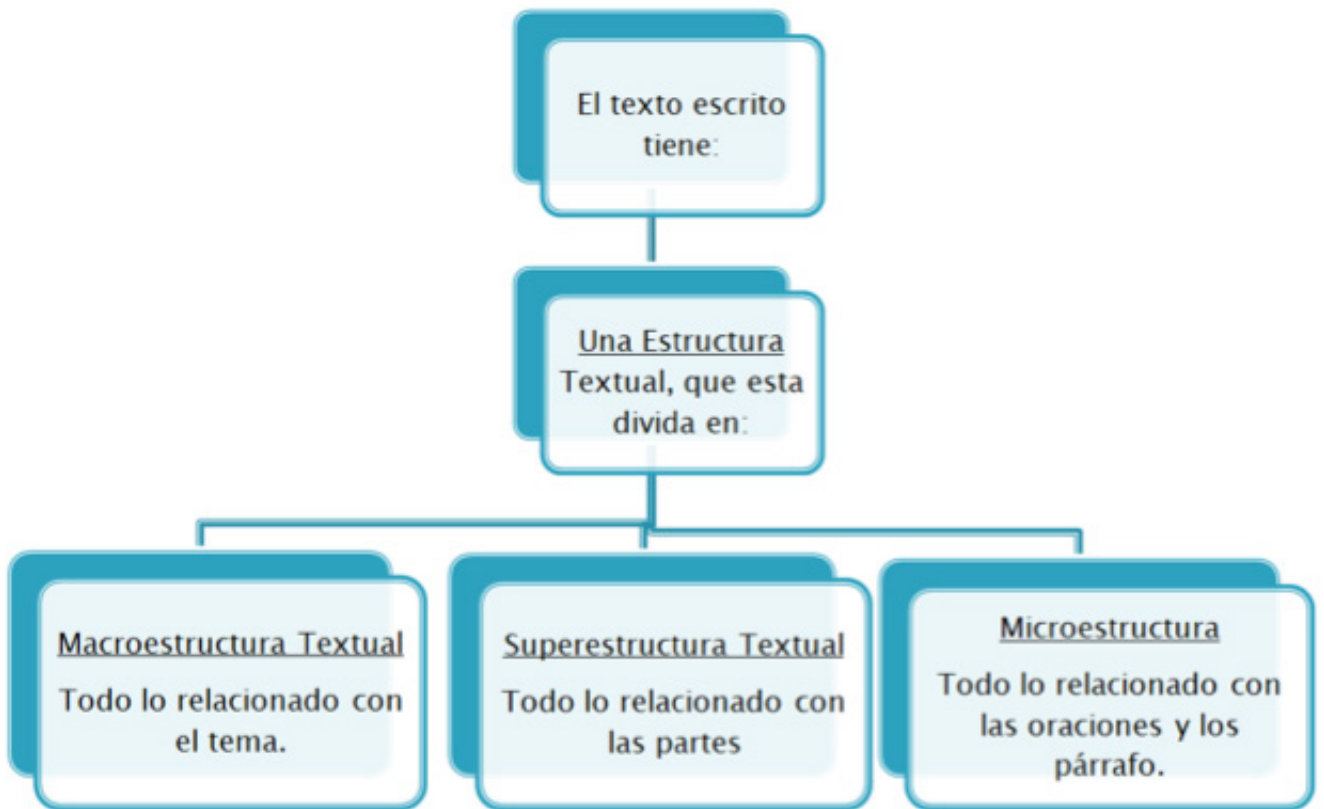 El texto escrito
tiene:
Una Estructura
Textual, que esta
divida en:
Macroestructura Textual
Todo lo relacionado con
el tema.
Superestructura Textual
Todo lo relacionado con
las partes
Microestructura
Todo lo relacionado con
las oraciones y los
párrafo.